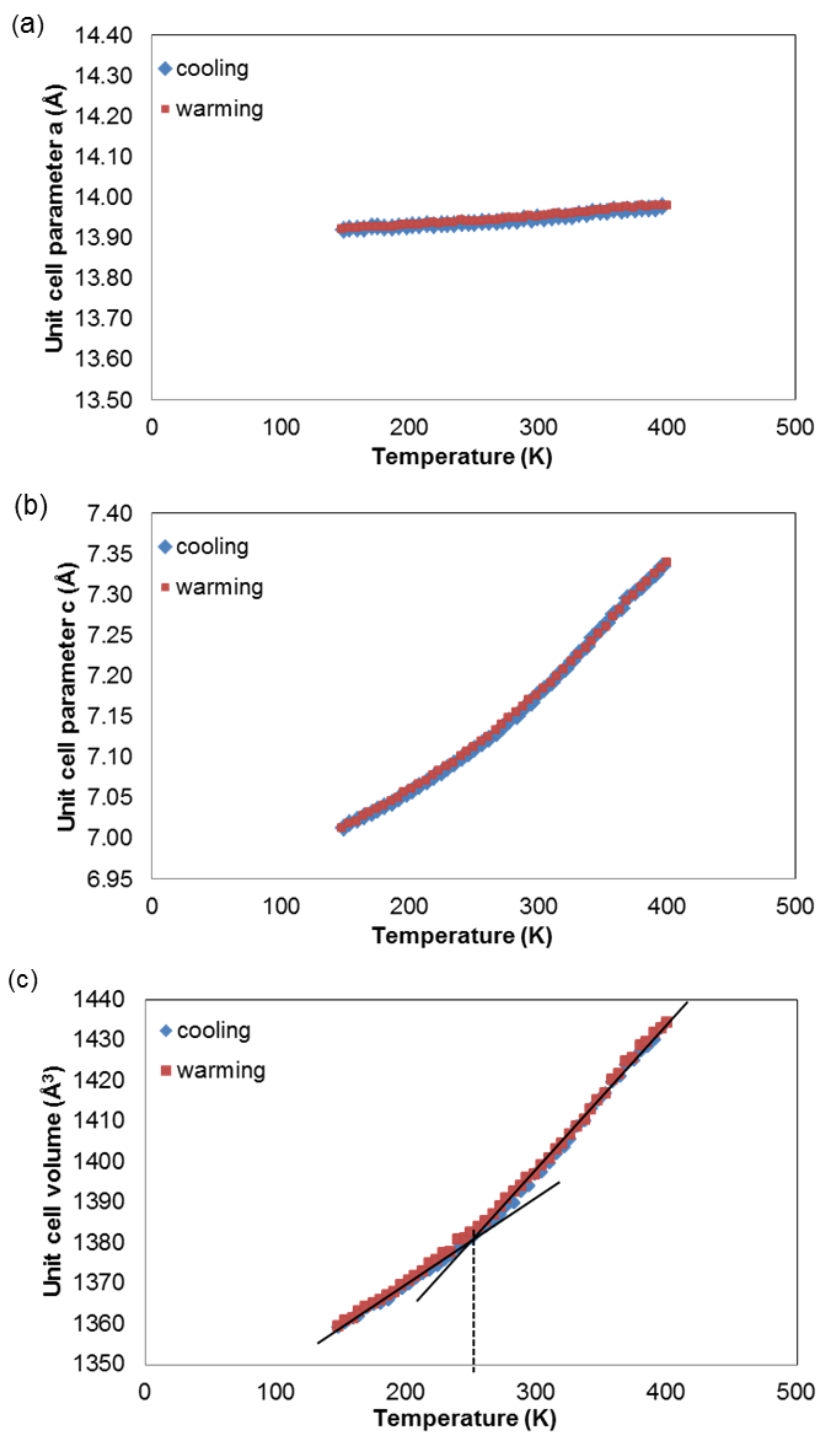 (a)
Unit cell parameter a (Å)
14.40
14.30
14.20
14.10
14.00
13.90
13.80
13.70
13.60
13.50
cooling
warming
0 100 200 300 400 500
Temperature (K)
(b)
Unit cell parameter c (Å)
7.40
7.35
7.30
7.25
7.20
7.15
7.10
7.05
7.00
6.95
cooling
warming
0 100 200 300 400 500
Temperature (K)
(c)
Unit cell volume (Å³)
1440
1430
1420
1410
1400
1390
1380
1370
1360
1350
cooling
warming
0 100 200 300 400 500
Temperature (K)